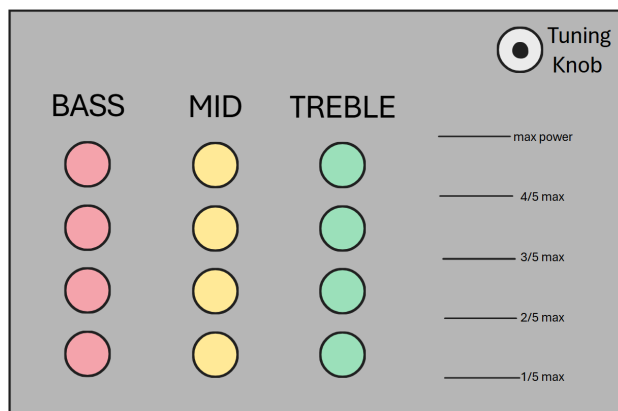 Tuning
Knob
BASS MID TREBLE
max power
4/5 max
3/5 max
2/5 max
1/5 max